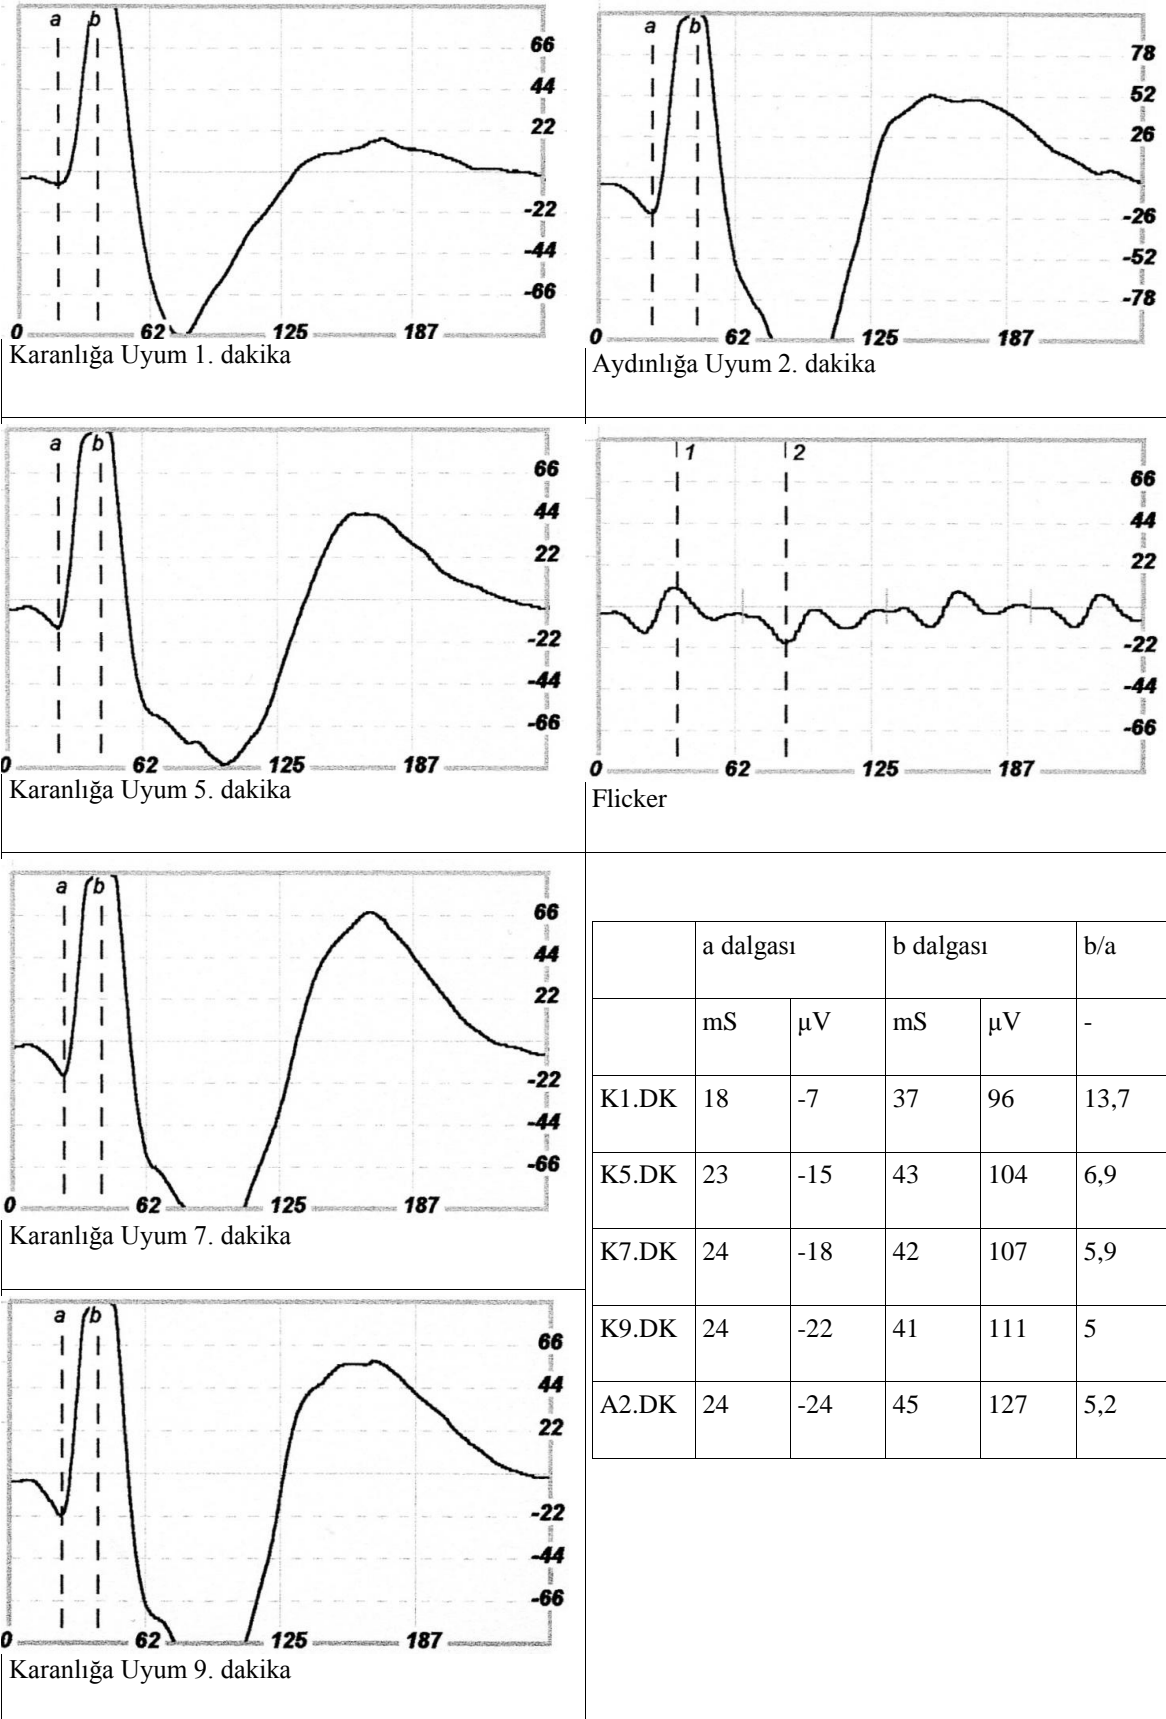 a b
66
44
22
-22
-44
-66
0 62 125 187
Karanlığa Uyum 1. dakika
a b
78
52
26
-26
-52
-78
0 62 125 187
Aydınlığa Uyum 2. dakika
a b
66
44
22
-22
-44
-66
0 62 125 187
Karanlığa Uyum 5. dakika
1 2
66
44
22
-22
-44
-66
0 62 125 187
Flicker
a b
66
44
22
-22
-44
-66
0 62 125 187
Karanlığa Uyum 7. dakika
a dalgası b dalgası b/a
mS µV mS µV -
K1.DK 18 -7 37 96 13,7
K5.DK 23 -15 43 104 6,9
K7.DK 24 -18 42 107 5,9
K9.DK 24 -22 41 111 5
A2.DK 24 -24 45 127 5,2
a b
66
44
22
-22
-44
-66
0 62 125 187
Karanlığa Uyum 9. dakika